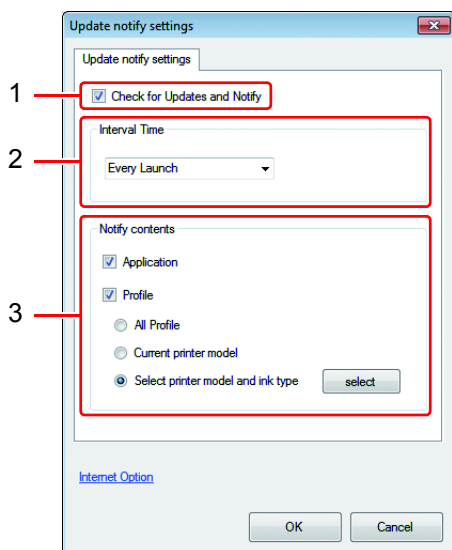 Update notify settings
Update notify settings
1
Check for Updates and Notify
2
Interval Time
Every Launch
3
Notify contents
Application
Profile
All Profile
Current printer model
Select printer model and ink type select
Internet Option
OK Cancel